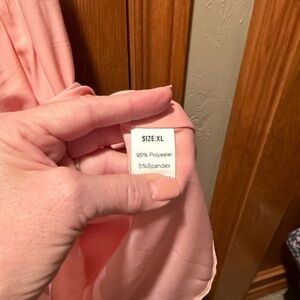 SIZE:XL
95% Polyester
5%Spandex